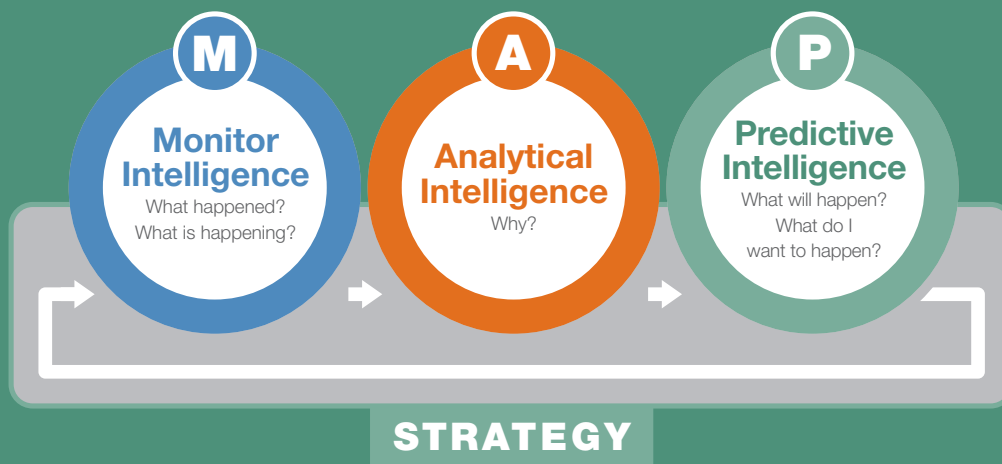 M
Monitor
Intelligence
What happened?
What is happening?
A
Analytical
Intelligence
Why?
P
Predictive
Intelligence
What will happen?
What do I
want to happen?
STRATEGY